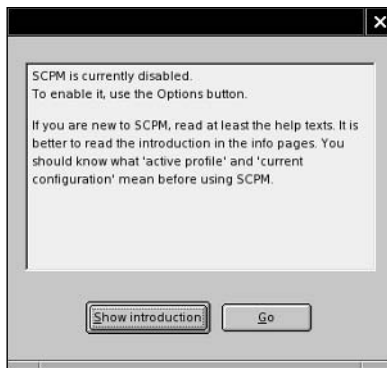 SCPM is currently disabled.
To enable it, use the Options button.
If you are new to SCPM, read at least the help texts. It is
better to read the introduction in the info pages. You
should know what 'active profile' and 'current
configuration' mean before using SCPM.
Show introduction
Go